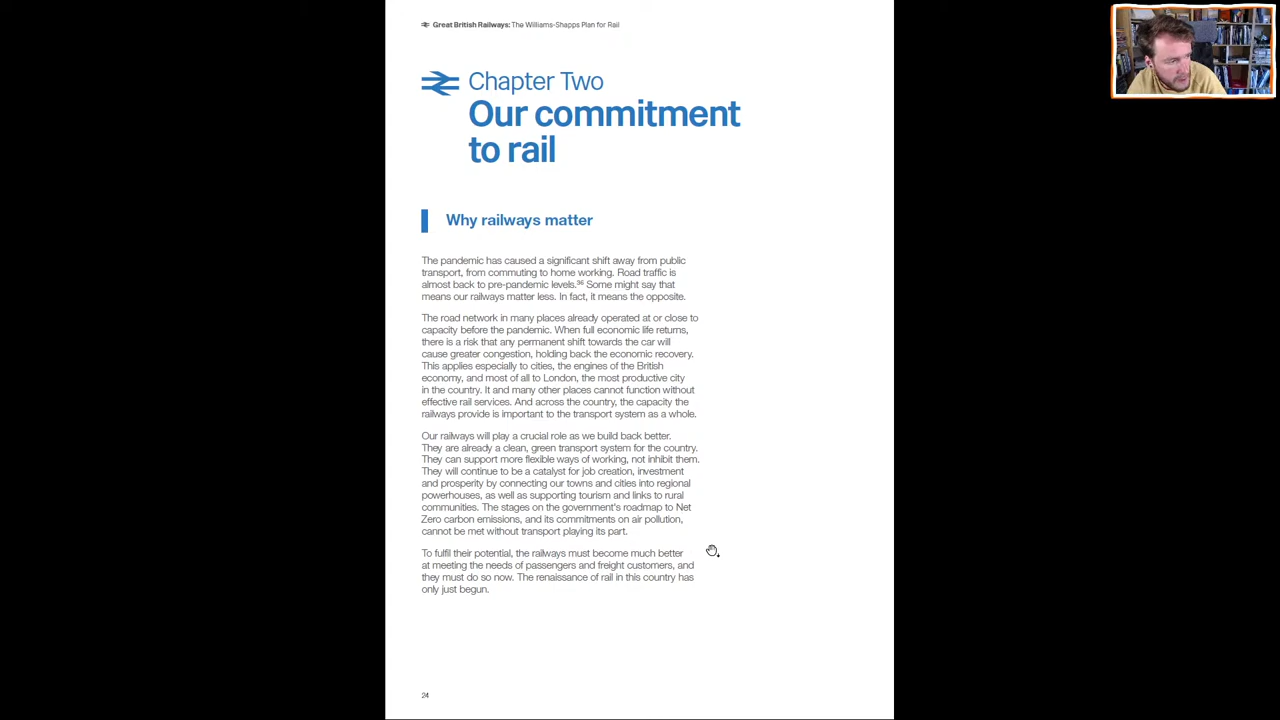 Great British Railways: The Williams-Shapps Plan for Rail
Chapter Two
Our commitment
to rail
Why railways matter
The pandemic has caused a significant shift away from public
transport, from commuting to home working. Road traffic is
almost back to pre-pandemic levels.³⁶ Some might say that
means our railways matter less. In fact, it means the opposite.
The road network in many places already operated at or close to
capacity before the pandemic. When full economic life returns,
there is a risk that any permanent shift towards the car will
cause greater congestion, holding back the economic recovery.
This applies especially to cities, the engines of the British
economy, and most of all to London, the most productive city
in the country. It and many other places cannot function without
effective rail services. And across the country, the capacity the
railways provide is important to the transport system as a whole.
Our railways will play a crucial role as we build back better.
They are already a clean, green transport system for the country.
They can support more flexible ways of working, not inhibit them.
They will continue to be a catalyst for job creation, investment
and prosperity by connecting our towns and cities into regional
powerhouses, as well as supporting tourism and links to rural
communities. The stages on the government's roadmap to Net
Zero carbon emissions, and its commitments on air pollution,
cannot be met without transport playing its part.
To fulfil their potential, the railways must become much better
at meeting the needs of passengers and freight customers, and
they must do so now. The renaissance of rail in this country has
only just begun.
24